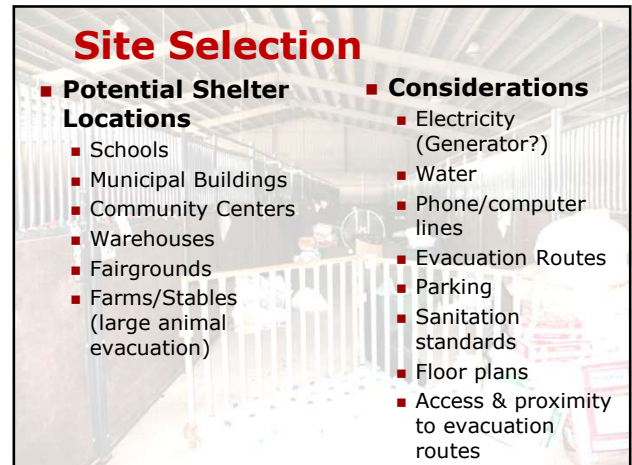 Site Selection
Potential Shelter
Locations
Schools
Municipal Buildings
Community Centers
Warehouses
Fairgrounds
Farms/Stables
(large animal
evacuation)
Considerations
Electricity
(Generator?)
Water
Phone/computer
lines
Evacuation Routes
Parking
Sanitation
standards
Floor plans
Access & proximity
to evacuation
routes